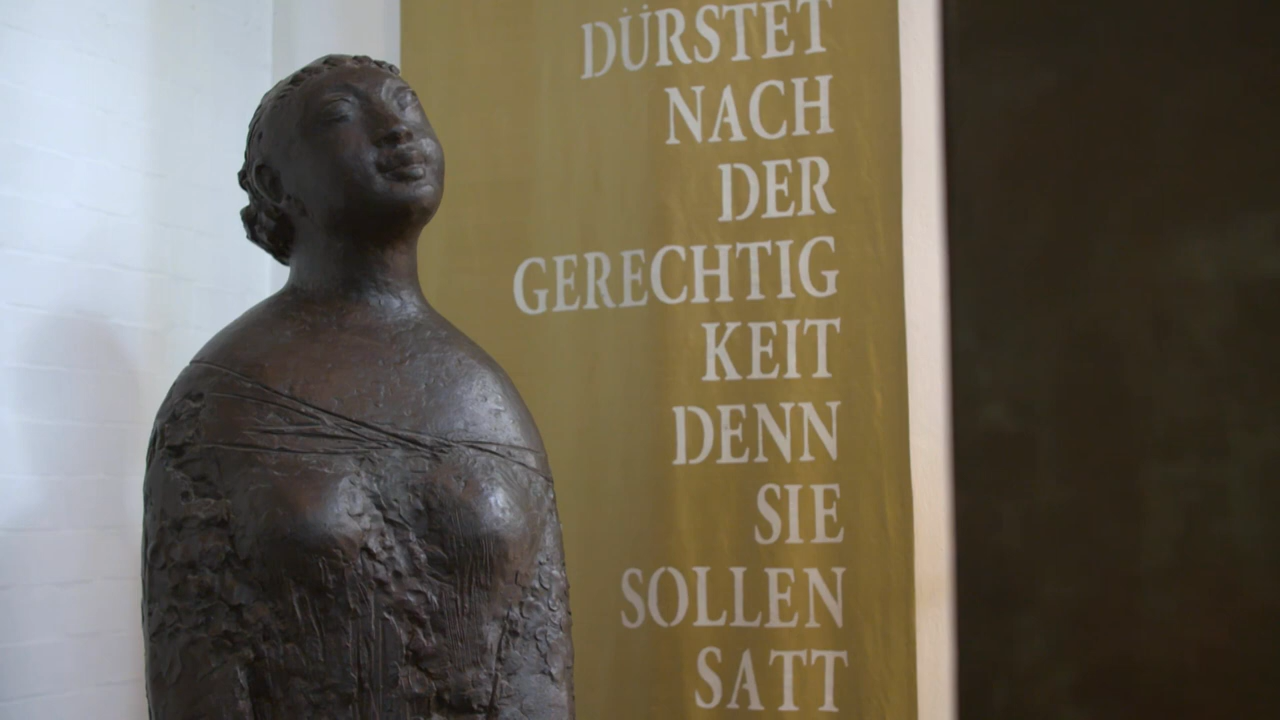 DÜRSTET
NACH
DER
GERECHTIG
KEIT
DENN
SIE
SOLLEN
SATT